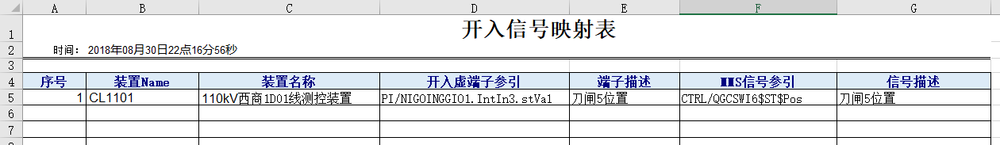 A B C D E F G
1 开入信号映射表
2 时间： 2018年08月30日22点16分56秒
3
4 序号 装置Name 装置名称 开入虚端子参引 端子描述 MMS信号参引 信号描述
5 1 CL1101 110kV西商1D01线测控装置 PI/NIGOINGGIO1.IntIn3.stVal 刀闸5位置 CTRL/QGCSWI6$ST$Pos 刀闸5位置
6
7